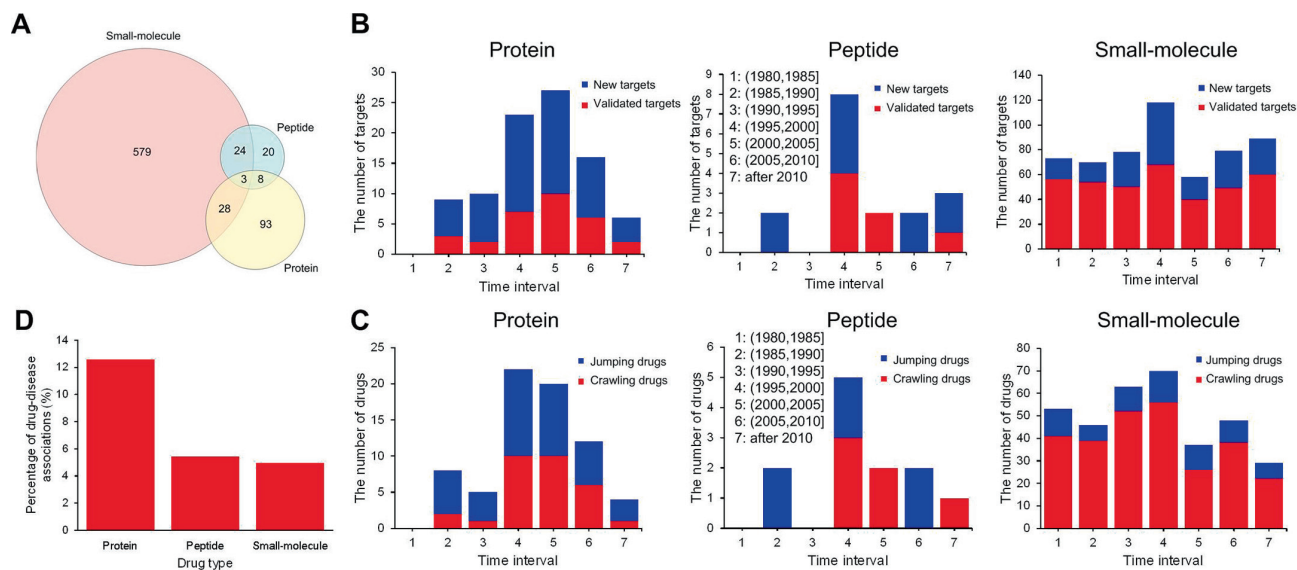 A
Small-molecule
579
24
20
Peptide
3
8
28
93
Protein
B
Protein
The number of targets
30
25
20
15
10
5
0
New targets
Validated targets
1 2 3 4 5 6 7
Time interval
Peptide
The number of targets
9
8
7
6
5
4
3
2
1
0
1: (1980,1985]
2: (1985,1990]
3: (1990,1995]
4: (1995,2000]
5: (2000,2005]
6: (2005,2010]
7: after 2010
New targets
Validated targets
1 2 3 4 5 6 7
Time interval
Small-molecule
The number of targets
140
120
100
80
60
40
20
0
New targets
Validated targets
1 2 3 4 5 6 7
Time interval
D
Percentage of drug-disease
associations (%)
14
12
10
8
6
4
2
0
Protein Peptide Small-molecule
Drug type
C
Protein
The number of drugs
25
20
15
10
5
0
Jumping drugs
Crawling drugs
1 2 3 4 5 6 7
Time interval
Peptide
The number of drugs
6
5
4
3
2
1
0
1: (1980,1985]
2: (1985,1990]
3: (1990,1995]
4: (1995,2000]
5: (2000,2005]
6: (2005,2010]
7: after 2010
Jumping drugs
Crawling drugs
1 2 3 4 5 6 7
Time interval
Small-molecule
The number of drugs
80
70
60
50
40
30
20
10
0
Jumping drugs
Crawling drugs
1 2 3 4 5 6 7
Time interval